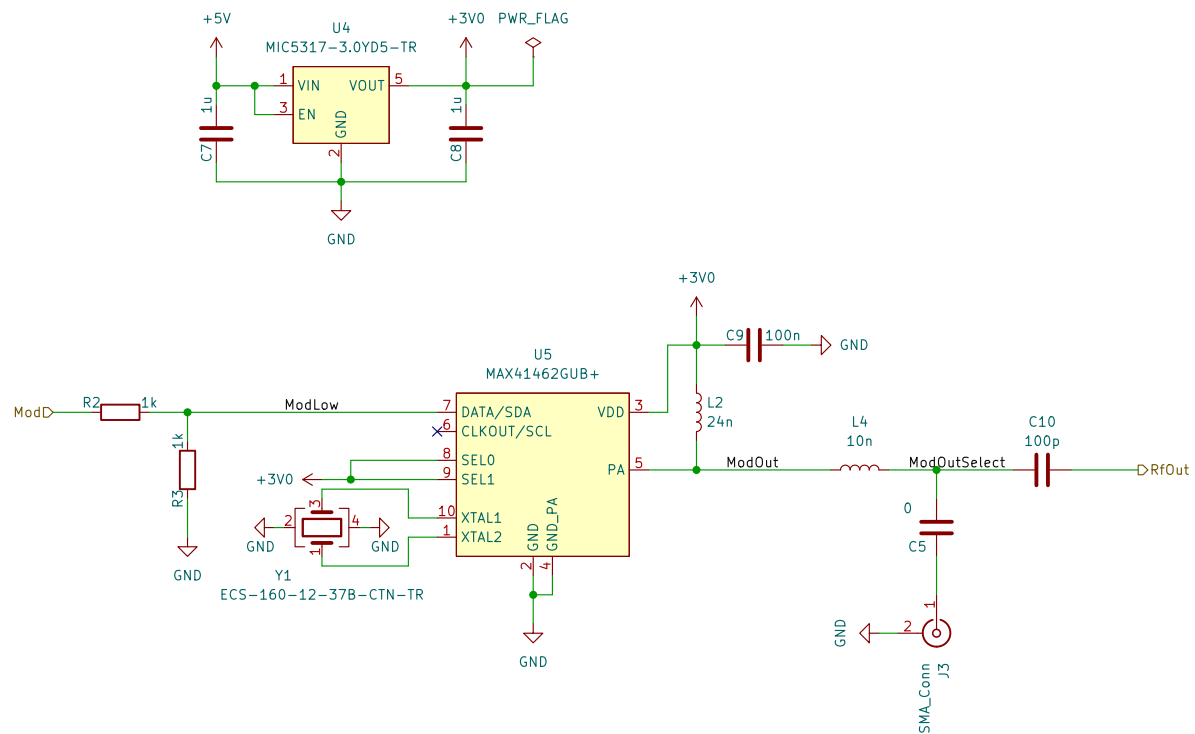 +5V
U4
MIC5317-3.0YD5-TR
+3V0
PWR_FLAG
1
VIN
VOUT
5
3
EN
GND
2
1u
C7
1u
C8
GND
+3V0
C9
100n
GND
U5
MAX41462GUB+
Mod
R2
1k
ModLow
7
DATA/SDA
VDD
3
6
CLKOUT/SCL
L2
24n
1k
R3
GND
8
SEL0
+3V0
9
SEL1
PA
5
ModOut
L4
10n
ModOutSelect
C10
100p
RfOut
10
XTAL1
1
XTAL2
GND
GND_PA
2
4
GND
3
2
4
1
GND
GND
Y1
ECS-160-12-37B-CTN-TR
0
C5
1
2
GND
SMA_Conn
J3